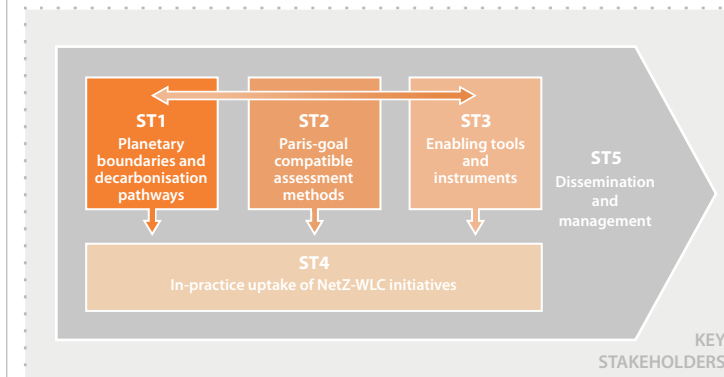 ST1
Planetary
boundaries and
decarbonisation
pathways
ST2
Paris-goal
compatible
assessment
methods
ST3
Enabling tools
and
instruments
ST4
In-practice uptake of NetZ-WLC initiatives
ST5
Dissemination
and
management
KEY
STAKEHOLDERS